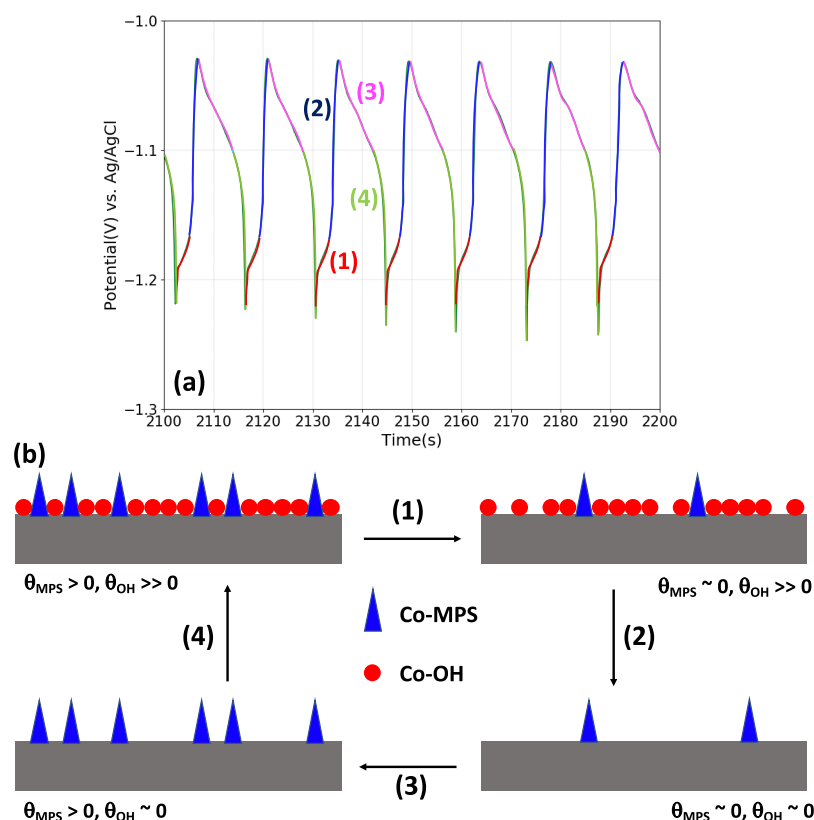 −1.0
−1.1
−1.2
−1.3
Potential(V) vs. Ag/AgCl
(2)
(3)
(4)
(1)
(a)
2100 2110 2120 2130 2140 2150 2160 2170 2180 2190 2200
Time(s)
(b)
(1)
θMPS > 0, θOH >> 0
θMPS ~ 0, θOH >> 0
Co-MPS
(4)
(2)
Co-OH
(3)
θMPS > 0, θOH ~ 0
θMPS ~ 0, θOH ~ 0